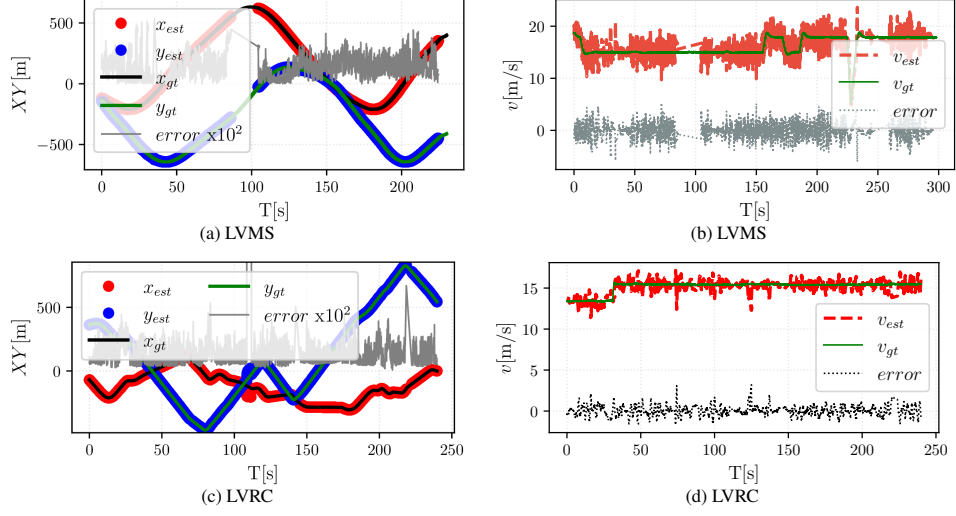 500
0
−500
XY[m]
x_est
y_est
x_gt
y_gt
error x10^2
0 50 100 150 200
T[s]
(a) LVMS
20
10
0
v[m/s]
v_est
v_gt
error
0 50 100 150 200 250 300
T[s]
(b) LVMS
500
0
XY[m]
x_est y_gt
y_est error x10^2
x_gt
0 50 100 150 200 250
T[s]
(c) LVRC
15
10
5
0
v[m/s]
v_est
v_gt
error
0 50 100 150 200 250
T[s]
(d) LVRC